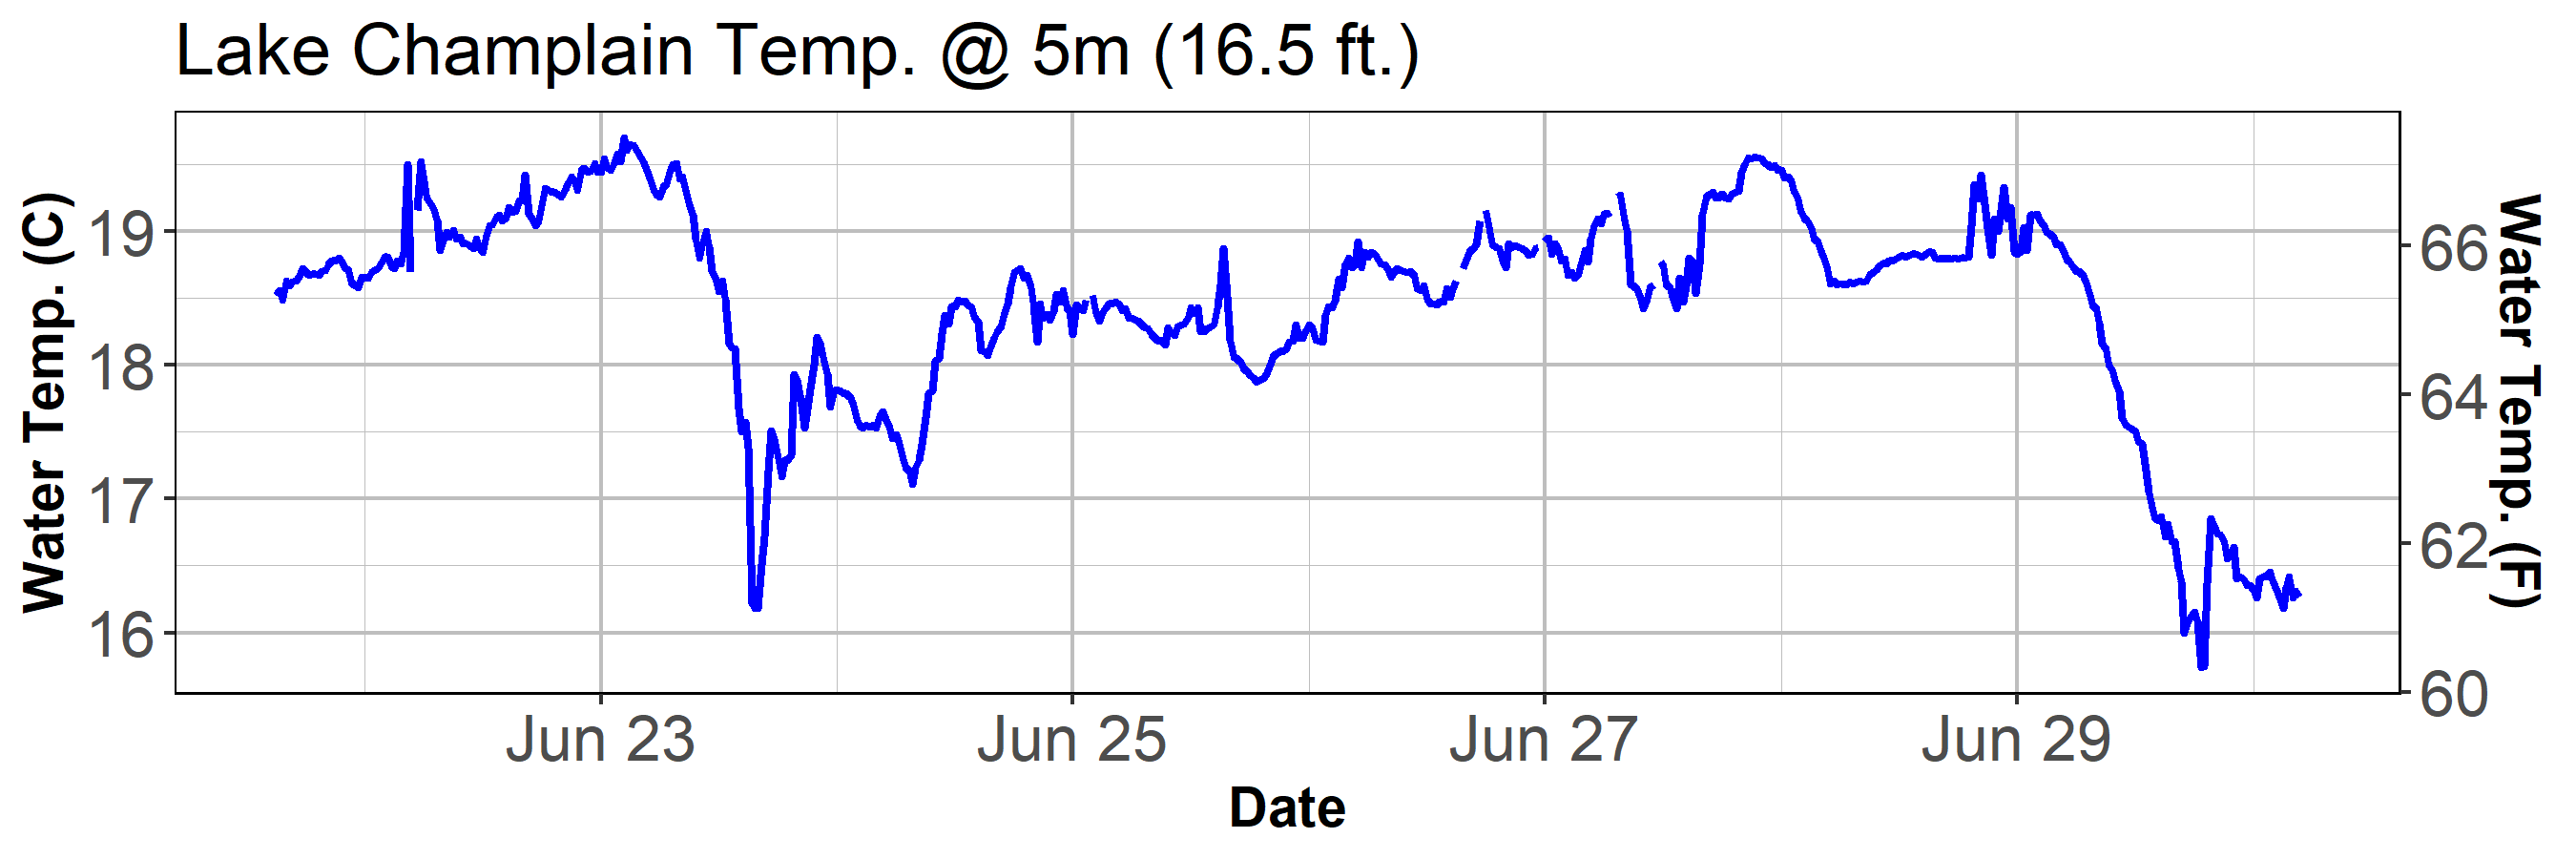 Lake Champlain Temp. @ 5m (16.5 ft.)
Water Temp. (C)
19
18
17
16
66
64
62
60
Water Temp. (F)
Jun 23 Jun 25 Jun 27 Jun 29
Date